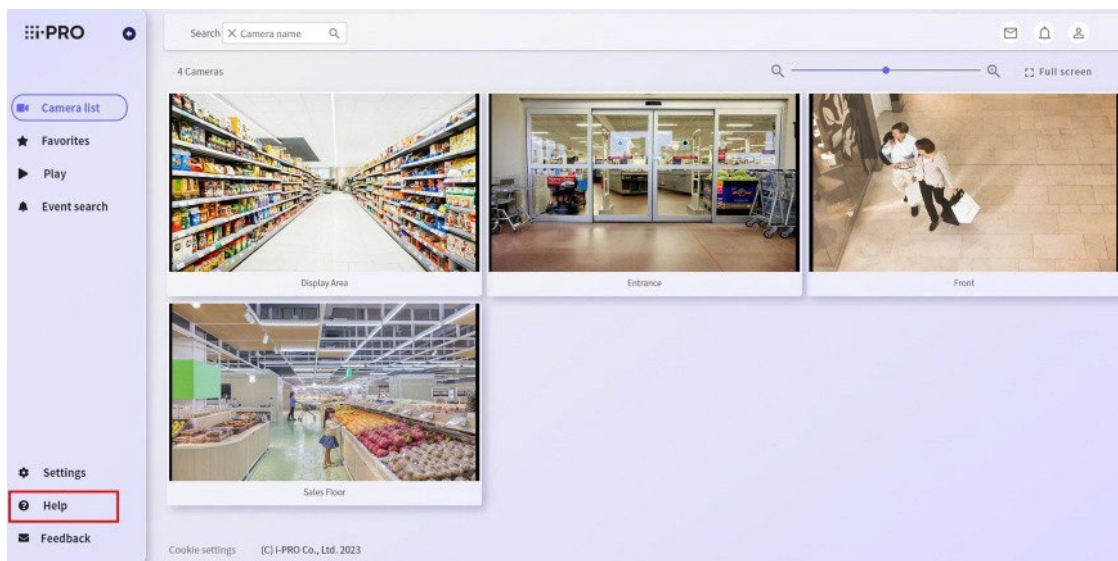 i-PRO
Search
Camera name
4 Cameras
Full screen
Camera list
Favorites
Play
Event search
Display Area
Entrance
Front
Sales Floor
Settings
Help
Feedback
Cookie settings
(C) i-PRO Co., Ltd. 2023